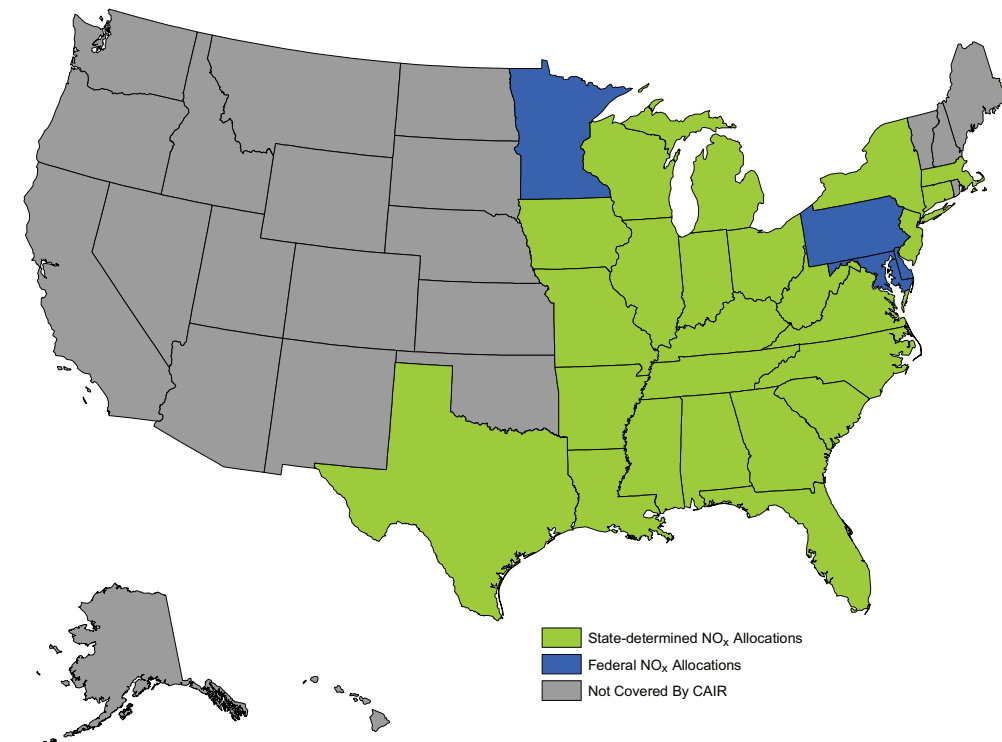 State-determined NOx Allocations
Federal NOx Allocations
Not Covered By CAIR